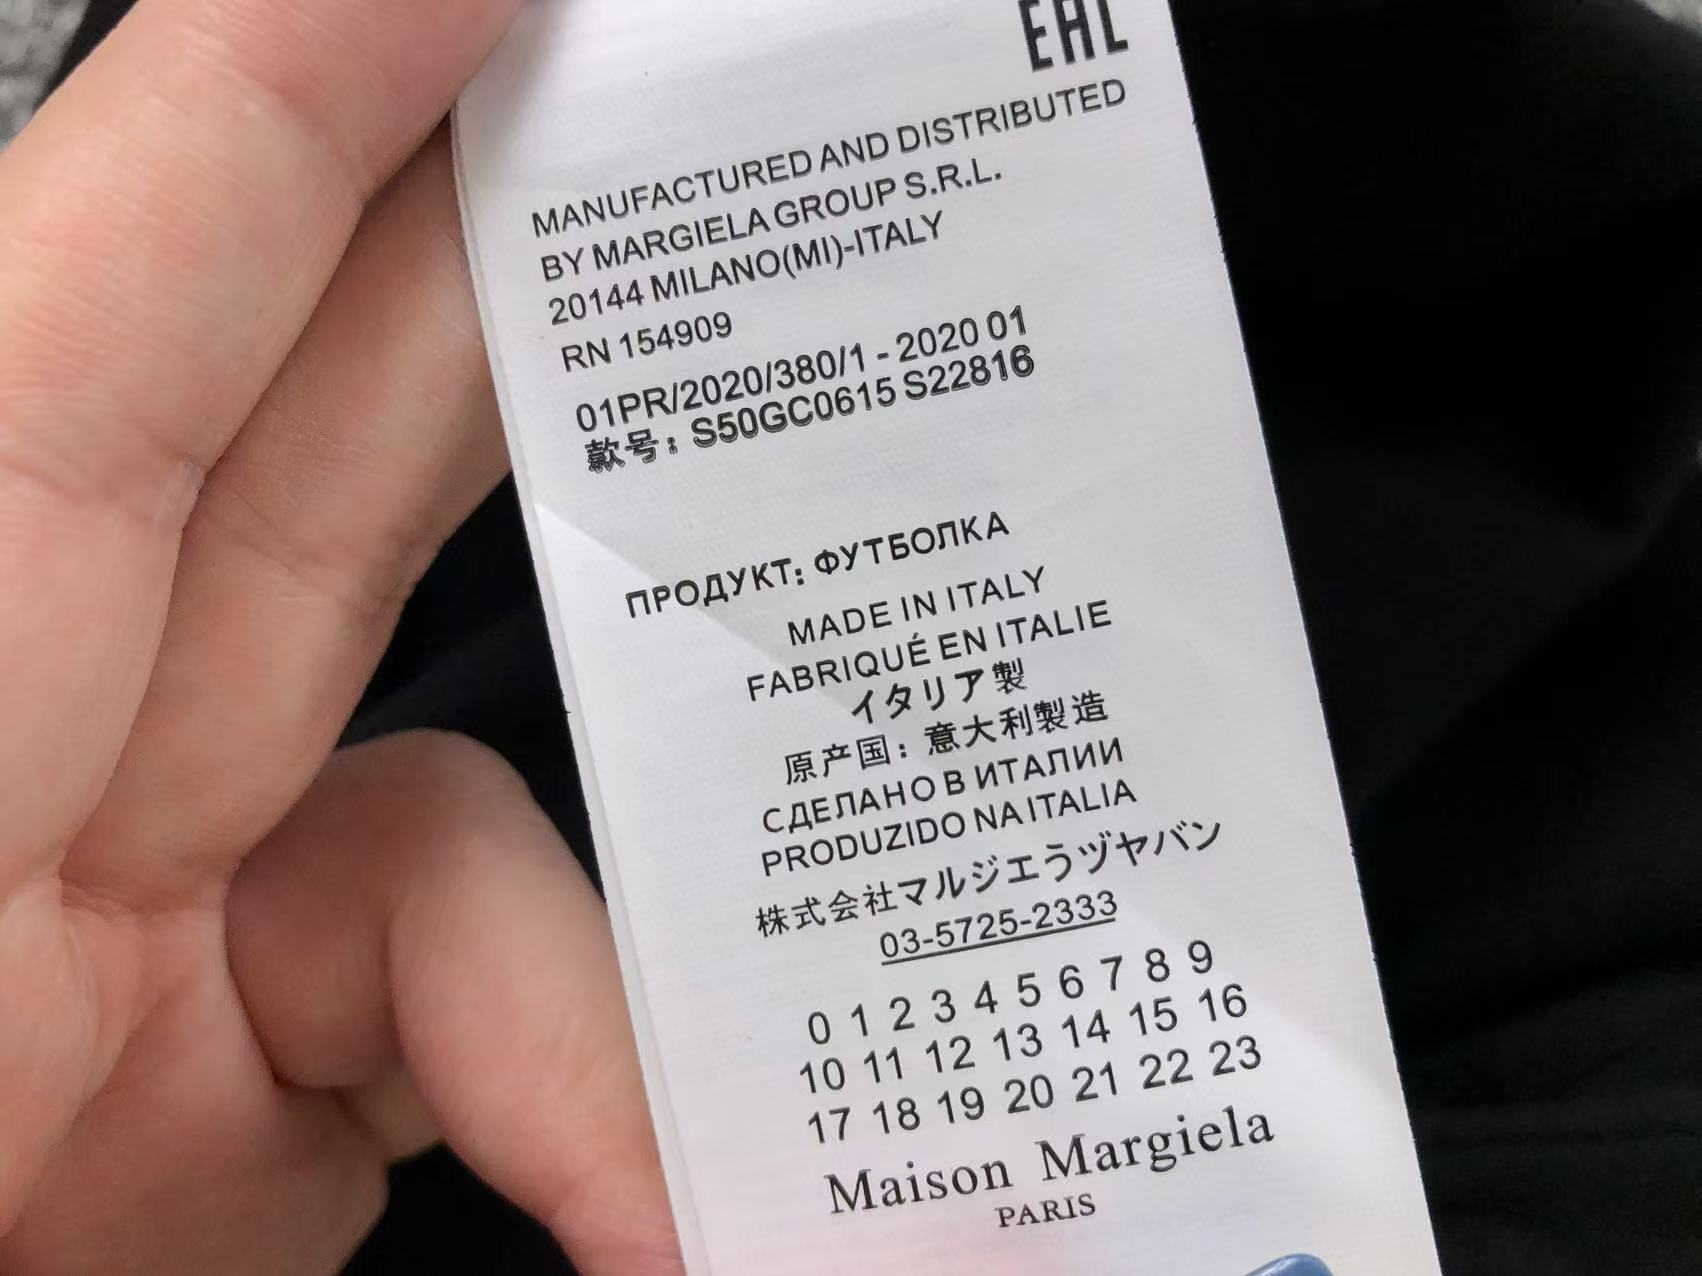 EAC
MANUFACTURED AND DISTRIBUTED
BY MARGIELA GROUP S.R.L.
20144 MILANO(MI)-ITALY
RN 154909
01PR/2020/380/1 - 2020 01
款号: S50GC0615 S22816
ПРОДУКТ: ФУТБОЛКА
MADE IN ITALY
FABRIQUÉ EN ITALIE
イタリア製
原产国: 意大利製造
СДЕЛАНО В ИТАЛИИ
PRODUZIDO NA ITALIA
株式会社マルジエうヅヤバン
03-5725-2333
0 1 2 3 4 5 6 7 8 9
10 11 12 13 14 15 16
17 18 19 20 21 22 23
Maison Margiela
PARIS